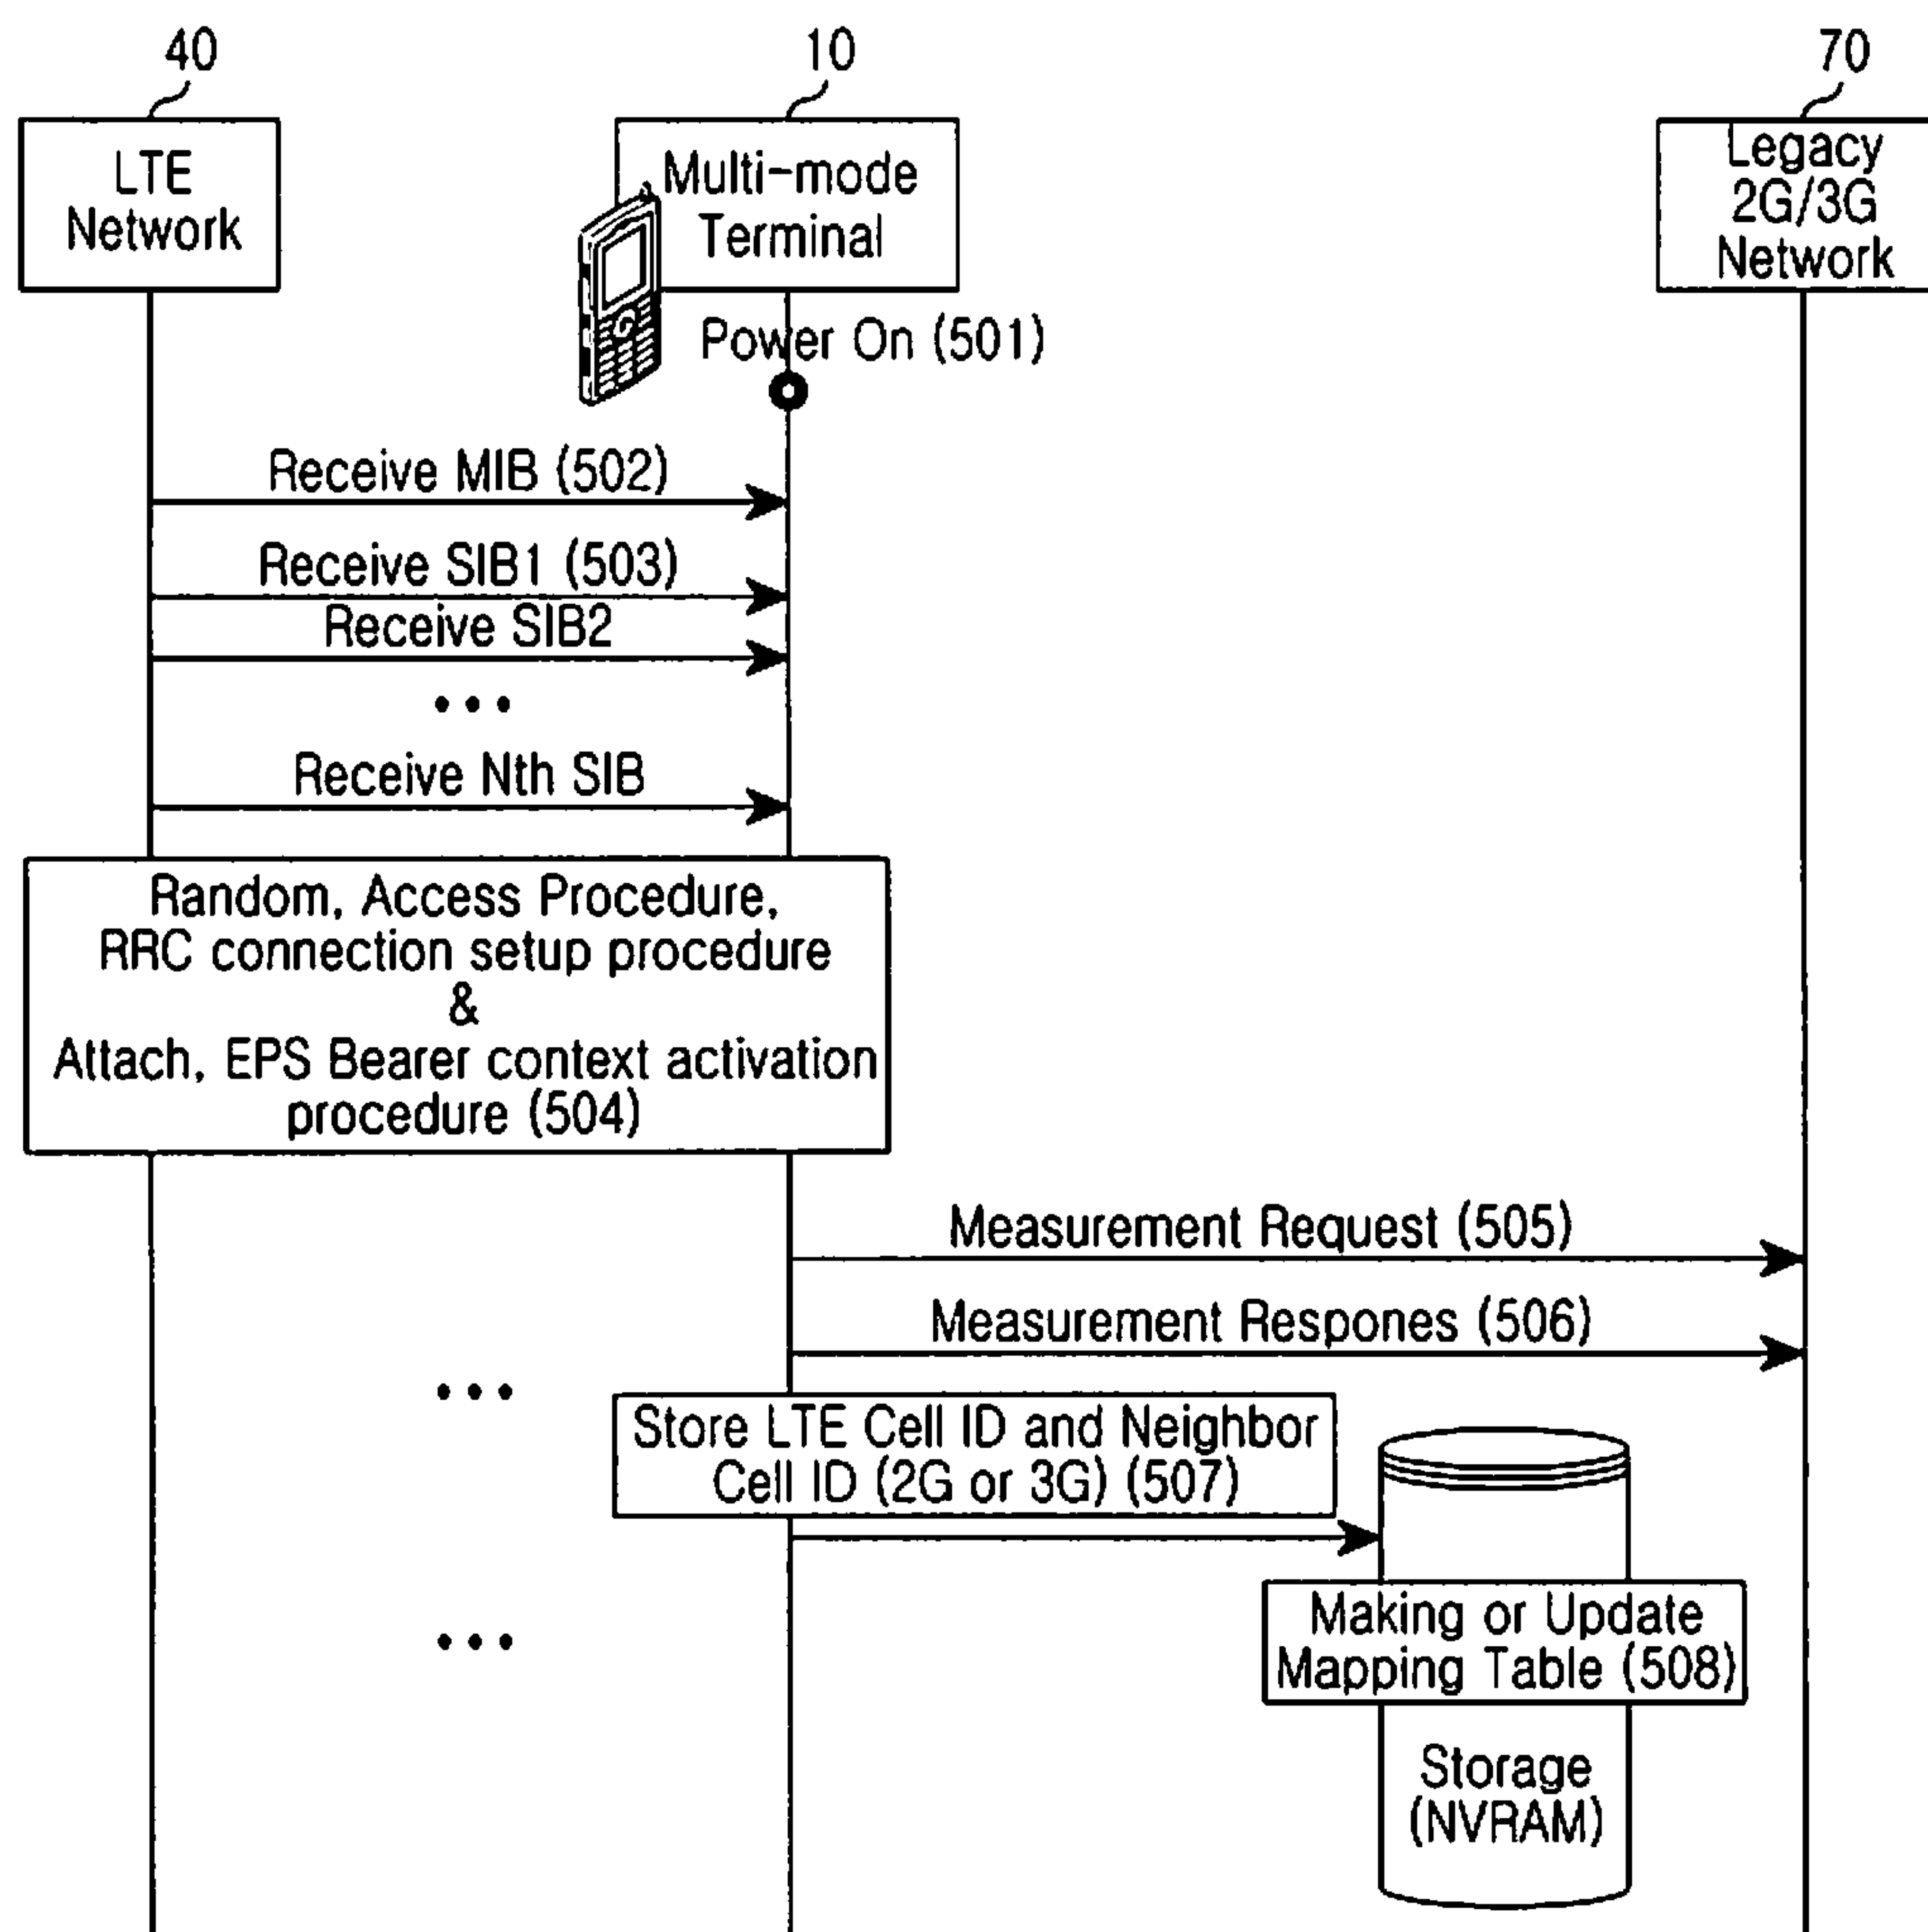 40
10
70
LTE
Network
Multi-mode
Terminal
Legacy
2G/3G
Network
Power On (501)
Receive MIB (502)
Receive SIB1 (503)
Receive SIB2
•••
Receive Nth SIB
Random, Access Procedure,
RRC connection setup procedure
&
Attach, EPS Bearer context activation
procedure (504)
Measurement Request (505)
Measurement Respones (506)
•••
Store LTE Cell ID and Neighbor
Cell ID (2G or 3G) (507)
•••
Making or Update
Mapping Table (508)
Storage
(NVRAM)